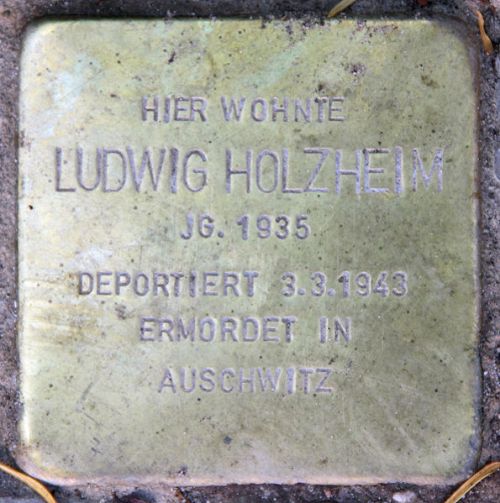 HIER WOHNTE
LUDWIG HOLZHEIM
JG. 1935
DEPORTIERT 3.3.1943
ERMORDET IN
AUSCHWITZ